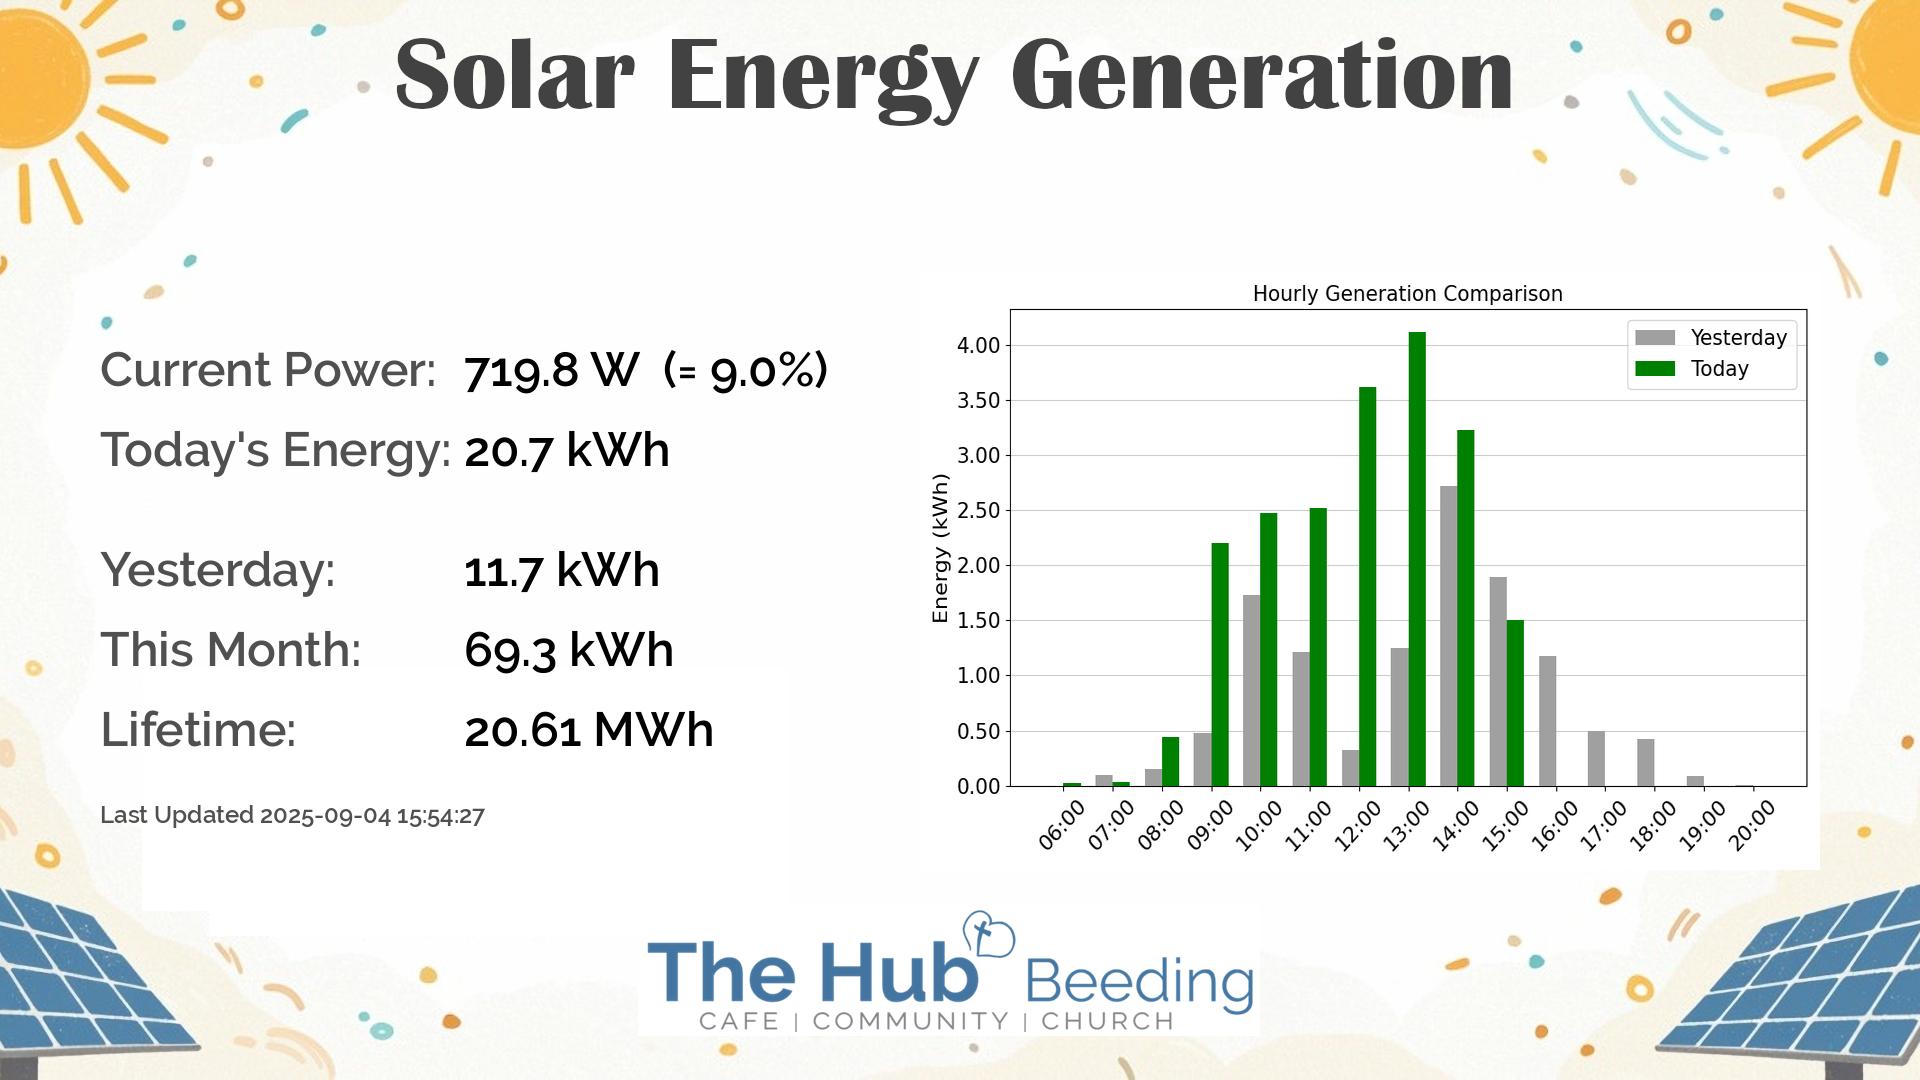 Solar Energy Generation
Current Power: 719.8 W (= 9.0%)
Today's Energy: 20.7 kWh
Yesterday: 11.7 kWh
This Month: 69.3 kWh
Lifetime: 20.61 MWh
Last Updated 2025-09-04 15:54:27
Hourly Generation Comparison
Yesterday
Today
Energy (kWh)
4.00
3.50
3.00
2.50
2.00
1.50
1.00
0.50
0.00
06:00 07:00 08:00 09:00 10:00 11:00 12:00 13:00 14:00 15:00 16:00 17:00 18:00 19:00 20:00
The Hub Beeding
CAFE | COMMUNITY | CHURCH